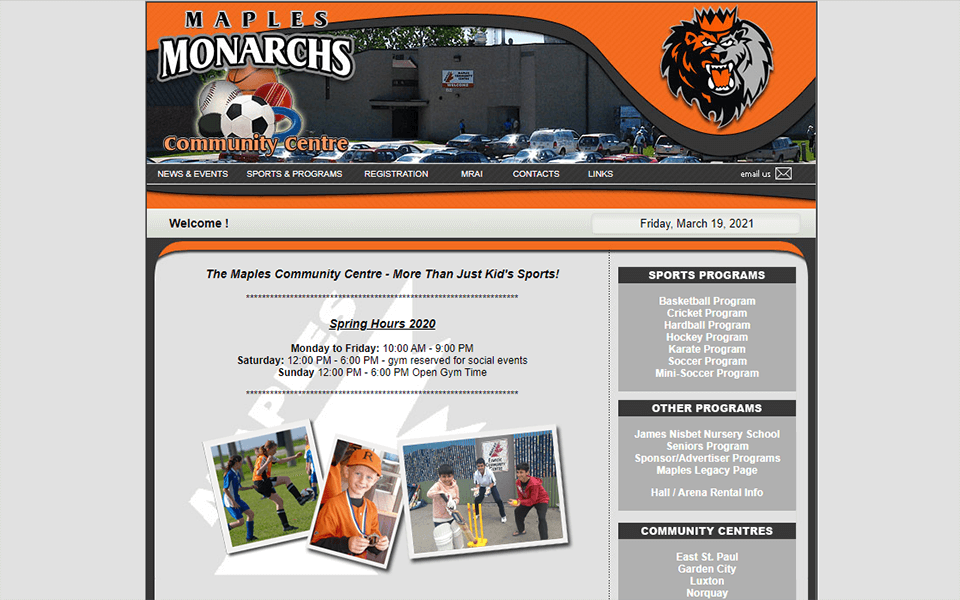 MAPLES
MONARCHS
Community Centre
NEWS & EVENTS SPORTS & PROGRAMS REGISTRATION MRAI CONTACTS LINKS email us
Welcome !
Friday, March 19, 2021
The Maples Community Centre - More Than Just Kid's Sports!
********************************************************************
Spring Hours 2020
Monday to Friday: 10:00 AM - 9:00 PM
Saturday: 12:00 PM - 6:00 PM - gym reserved for social events
Sunday 12:00 PM - 6:00 PM Open Gym Time
********************************************************************
MAPLES
R
SPORTS PROGRAMS
Basketball Program
Cricket Program
Hardball Program
Hockey Program
Karate Program
Soccer Program
Mini-Soccer Program
OTHER PROGRAMS
James Nisbet Nursery School
Seniors Program
Sponsor/Advertiser Programs
Maples Legacy Page
Hall / Arena Rental Info
COMMUNITY CENTRES
East St. Paul
Garden City
Luxton
Norquay